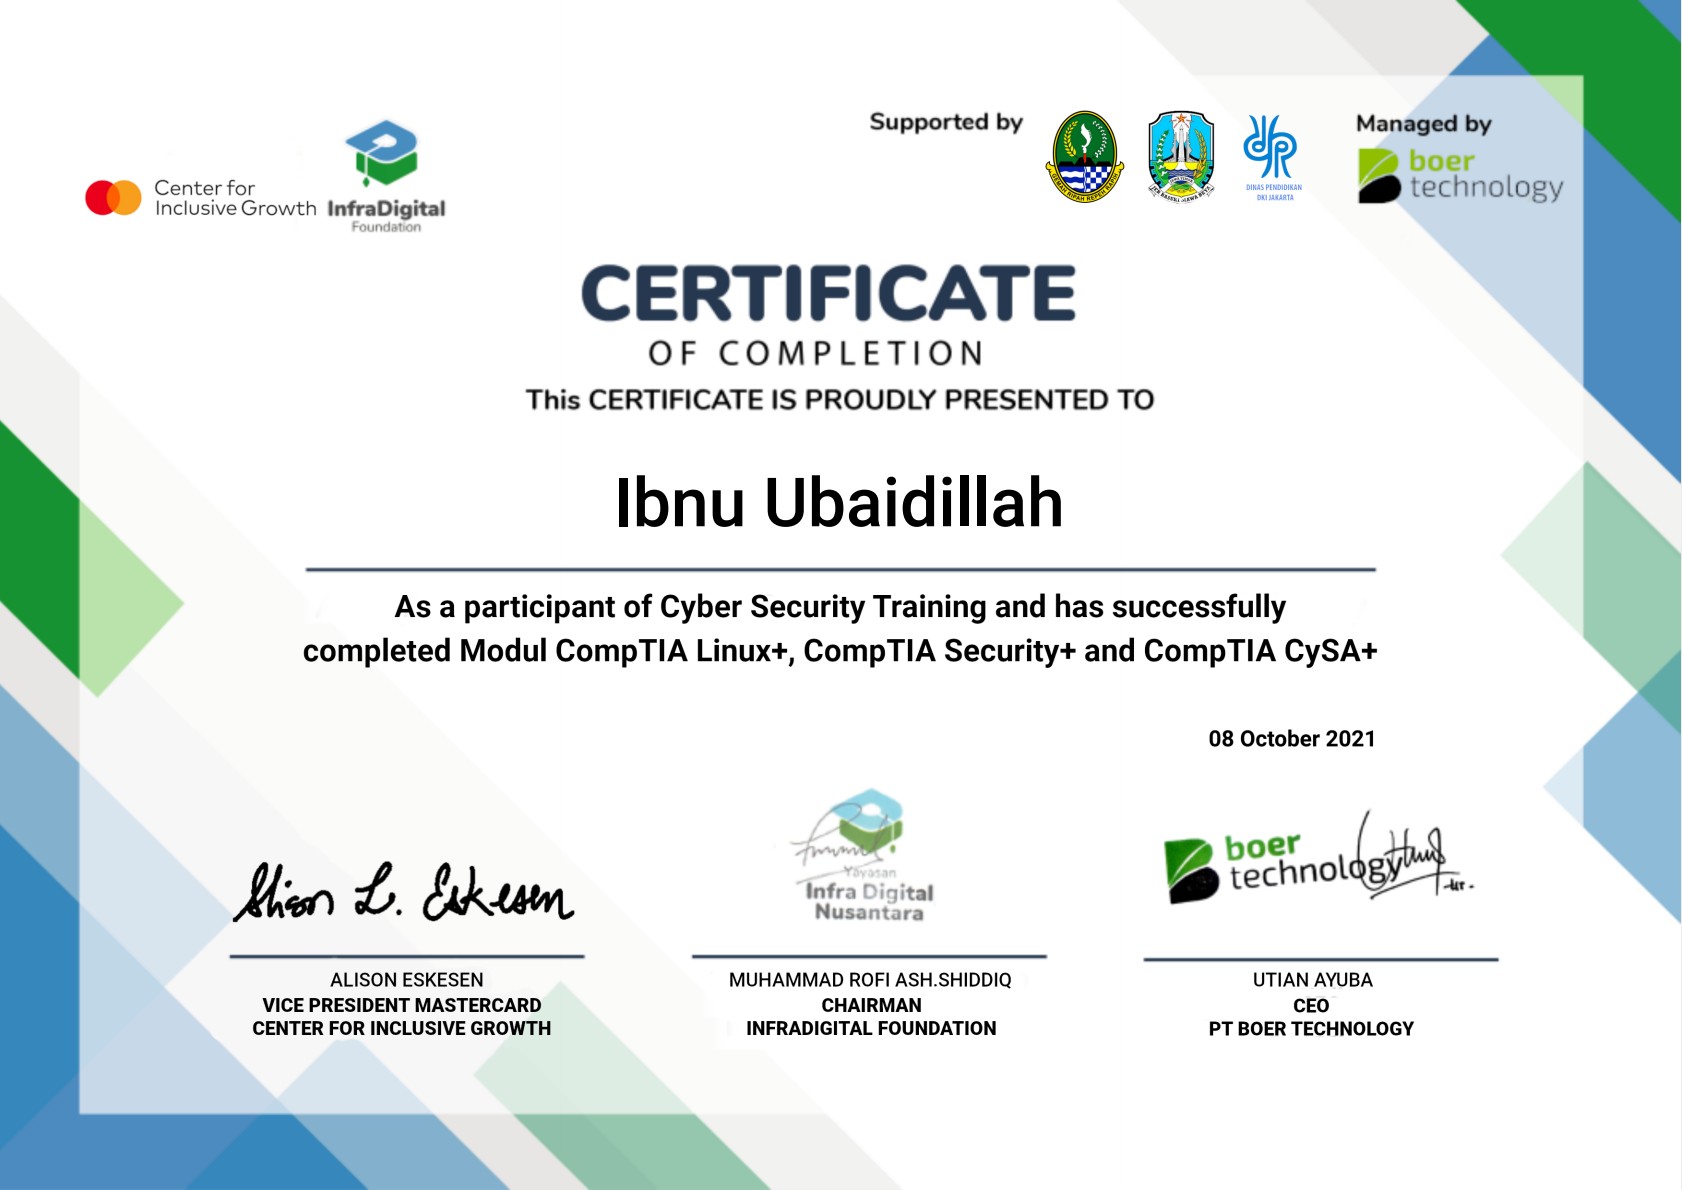 Center for
Inclusive Growth
InfraDigital
Foundation
Supported by
DINAS PENDIDIKAN
DKI JAKARTA
Managed by
boer
technology
CERTIFICATE
OF COMPLETION
This CERTIFICATE IS PROUDLY PRESENTED TO
Ibnu Ubaidillah
As a participant of Cyber Security Training and has successfully
completed Modul CompTIA Linux+, CompTIA Security+ and CompTIA CySA+
08 October 2021
Alison L. Eskesen
Yayasan
Infra Digital
Nusantara
boer
technology
ALISON ESKESEN
VICE PRESIDENT MASTERCARD
CENTER FOR INCLUSIVE GROWTH
MUHAMMAD ROFI ASH.SHIDDIQ
CHAIRMAN
INFRADIGITAL FOUNDATION
UTIAN AYUBA
CEO
PT BOER TECHNOLOGY